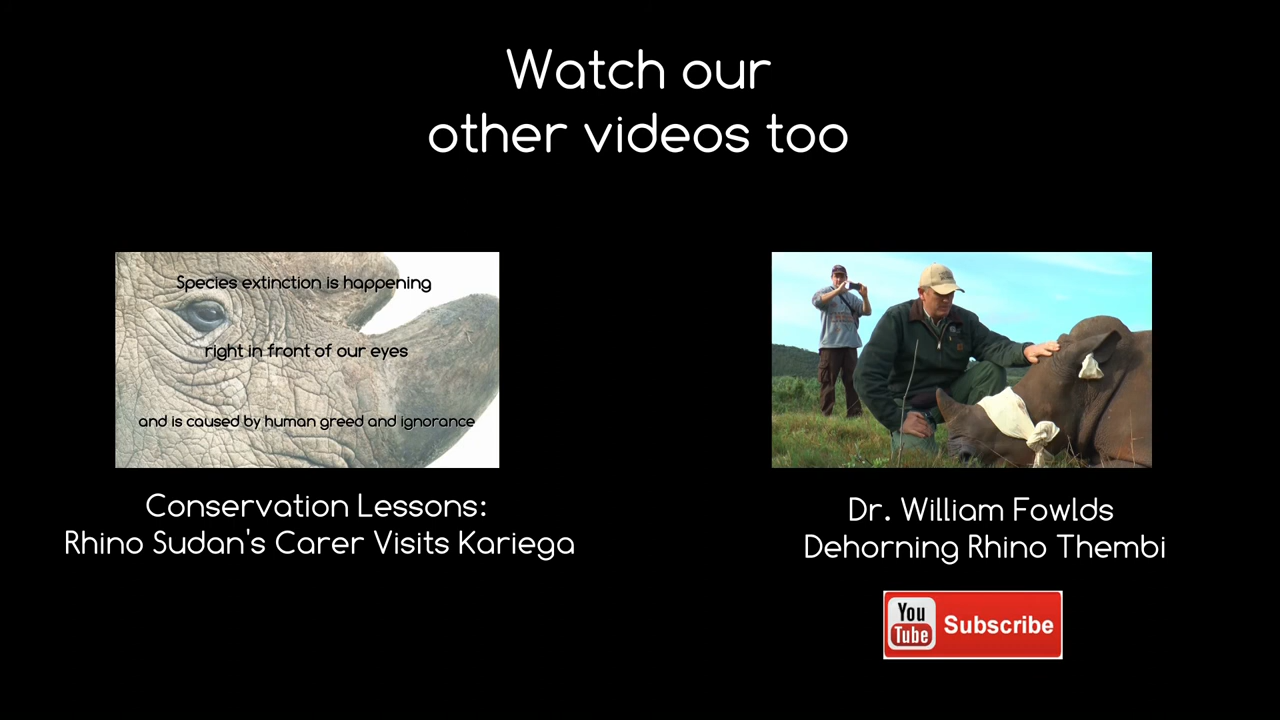 Watch our
other videos too
Species extinction is happening
right in front of our eyes
and is caused by human greed and ignorance
Conservation Lessons:
Rhino Sudan's Carer Visits Kariega
Dr. William Fowlds
Dehorning Rhino Thembi
You
Tube
Subscribe